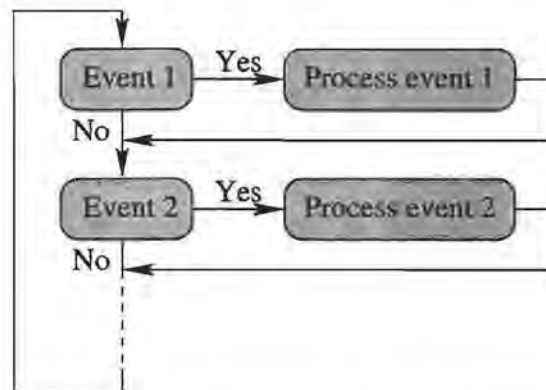 Event 1
Yes
Process event 1
No
Event 2
Yes
Process event 2
No